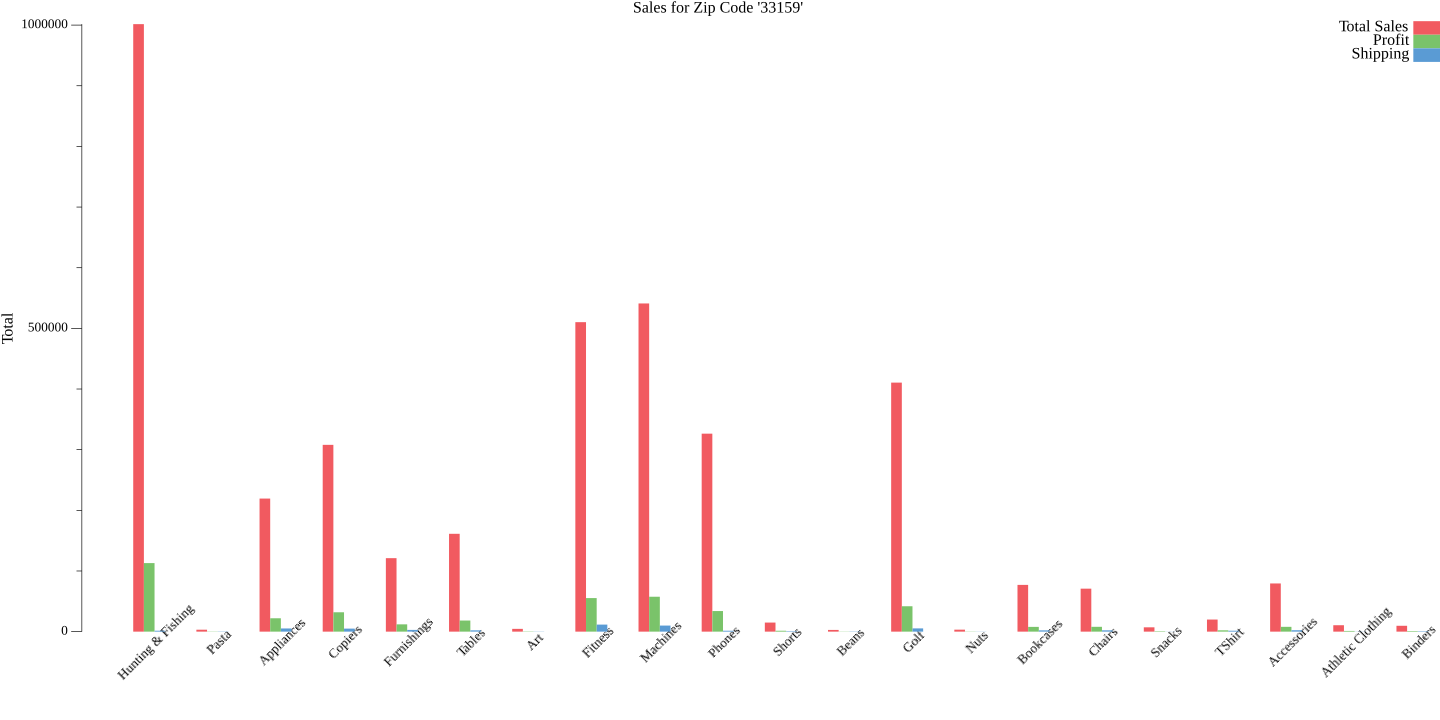 Sales for Zip Code '33159'
Total Sales
Profit
Shipping
1000000
500000
0
Total
Hunting & Fishing
Pasta
Appliances
Copiers
Furnishings
Tables
Art
Fitness
Machines
Phones
Shorts
Beans
Golf
Nuts
Bookcases
Chairs
Snacks
TShirt
Accessories
Athletic Clothing
Binders